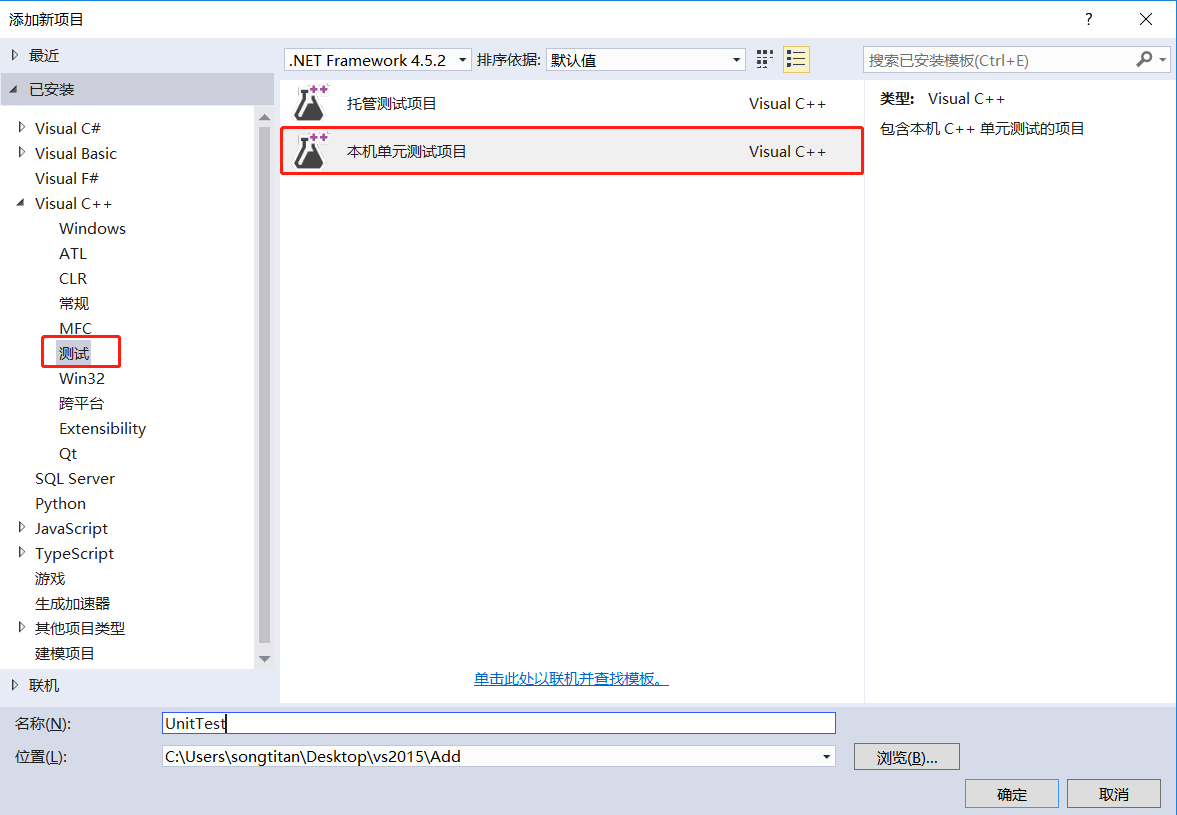 添加新项目
?
最近
已安装
Visual C#
Visual Basic
Visual F#
Visual C++
Windows
ATL
CLR
常规
MFC
测试
Win32
跨平台
Extensibility
Qt
SQL Server
Python
JavaScript
TypeScript
游戏
生成加速器
其他项目类型
建模项目
联机
.NET Framework 4.5.2
排序依据: 默认值
搜索已安装模板(Ctrl+E)
托管测试项目 Visual C++
本机单元测试项目 Visual C++
类型: Visual C++
包含本机 C++ 单元测试的项目
单击此处以联机并查找模板。
名称(N): UnitTest
位置(L): C:\Users\songtitan\Desktop\vs2015\Add
浏览(B)...
确定
取消